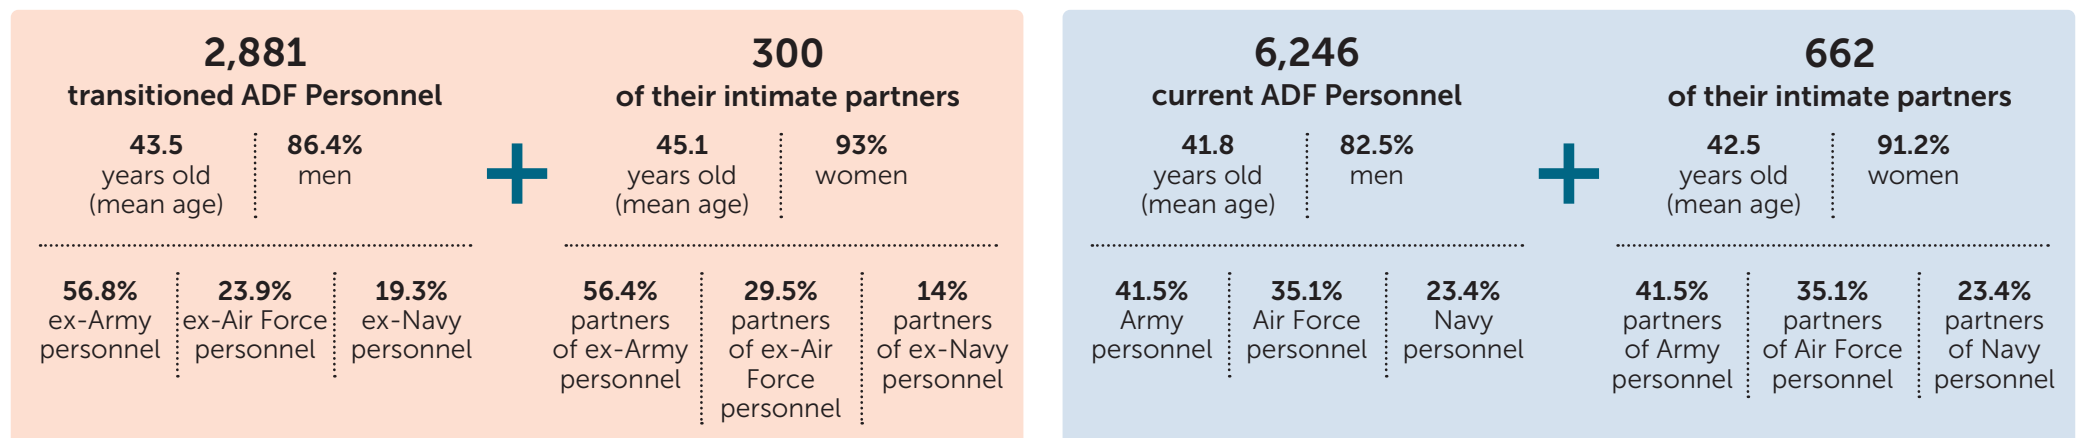 2,881
transitioned ADF Personnel
43.5
years old
(mean age)
86.4%
men
56.8%
ex-Army
personnel
23.9%
ex-Air Force
personnel
19.3%
ex-Navy
personnel
+
300
of their intimate partners
45.1
years old
(mean age)
93%
women
56.4%
partners
of ex-Army
personnel
29.5%
partners
of ex-Air
Force
personnel
14%
partners
of ex-Navy
personnel
6,246
current ADF Personnel
41.8
years old
(mean age)
82.5%
men
41.5%
Army
personnel
35.1%
Air Force
personnel
23.4%
Navy
personnel
+
662
of their intimate partners
42.5
years old
(mean age)
91.2%
women
41.5%
partners
of Army
personnel
35.1%
partners
of Air Force
personnel
23.4%
partners
of Navy
personnel